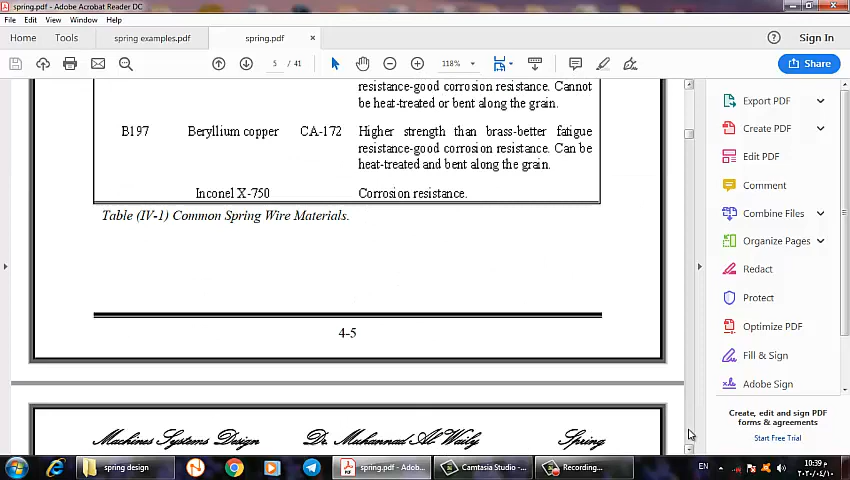 spring.pdf - Adobe Acrobat Reader DC
File Edit View Window Help
Home Tools spring examples.pdf spring.pdf × Sign In
5 / 41 118% Share
resistance-good corrosion resistance. Cannot
be heat-treated or bent along the grain.
B197 Beryllium copper CA-172 Higher strength than brass-better fatigue
resistance-good corrosion resistance. Can be
heat-treated and bent along the grain.
Inconel X-750 Corrosion resistance.
Table (IV-1) Common Spring Wire Materials.
4-5
Machines Systems Design Dr. Muhannad Al Waily Spring
Export PDF
Create PDF
Edit PDF
Comment
Combine Files
Organize Pages
Redact
Protect
Optimize PDF
Fill & Sign
Adobe Sign
Create, edit and sign PDF
forms & agreements
Start Free Trial
spring design spring.pdf - Adob... Camtasia Studio -... Recording... EN
10:39 م
٢٠٢٠/٠٤/١٠